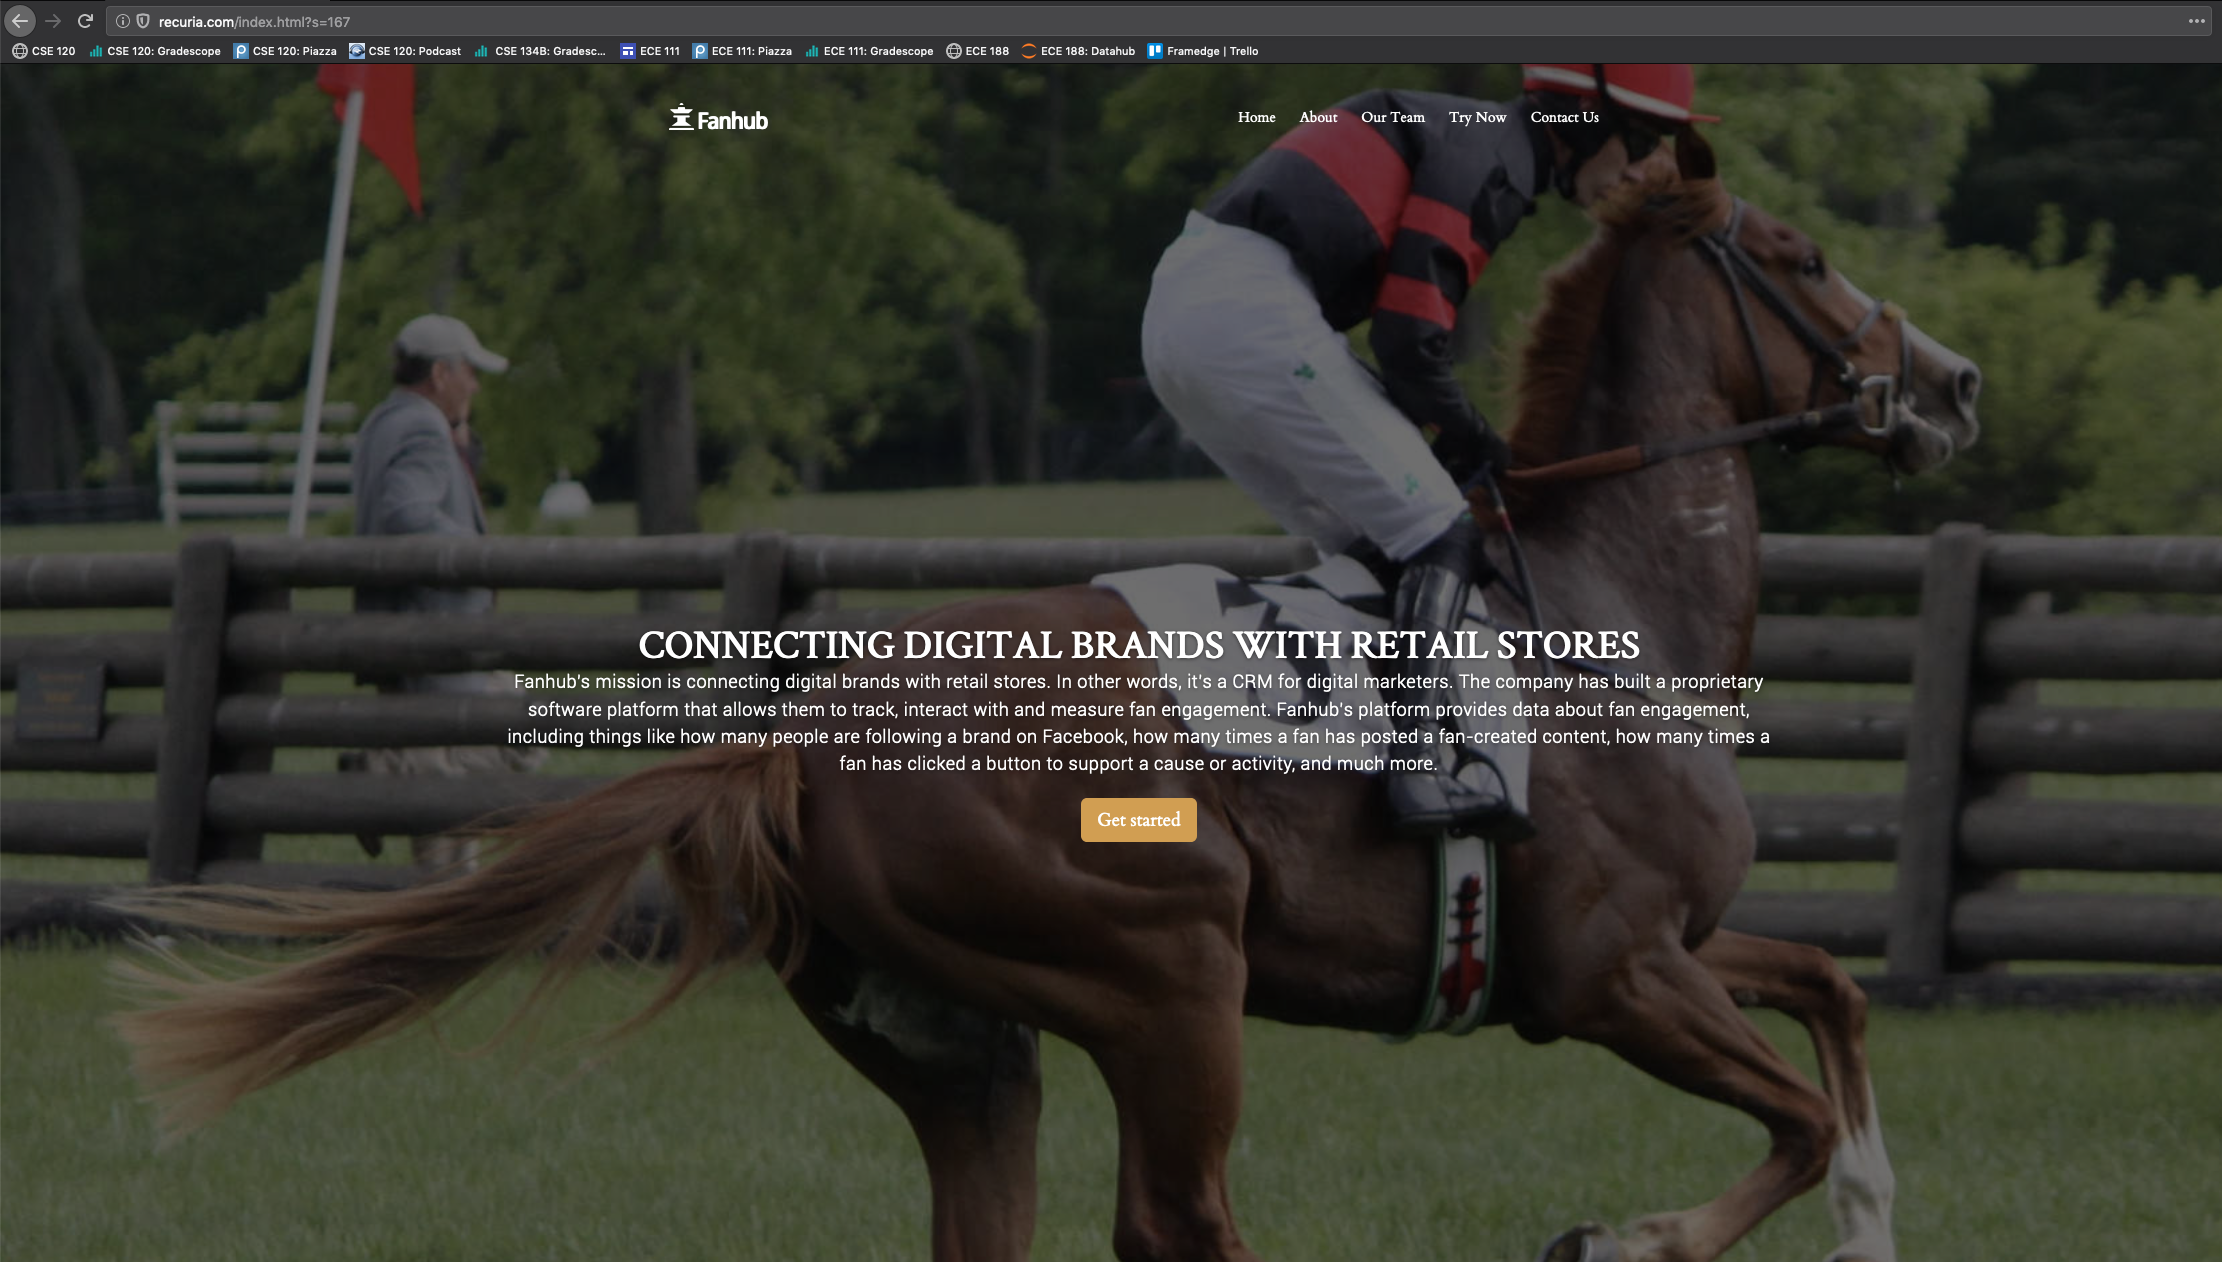 recuria.com/index.html?s=167
CSE 120 CSE 120: Gradescope CSE 120: Piazza CSE 120: Podcast CSE 134B: Gradesc... ECE 111 ECE 111: Piazza ECE 111: Gradescope ECE 188 ECE 188: Datahub Framedge | Trello
Fanhub Home About Our Team Try Now Contact Us
CONNECTING DIGITAL BRANDS WITH RETAIL STORES
Fanhub's mission is connecting digital brands with retail stores. In other words, it's a CRM for digital marketers. The company has built a proprietary
software platform that allows them to track, interact with and measure fan engagement. Fanhub's platform provides data about fan engagement,
including things like how many people are following a brand on Facebook, how many times a fan has posted a fan-created content, how many times a
fan has clicked a button to support a cause or activity, and much more.
Get started